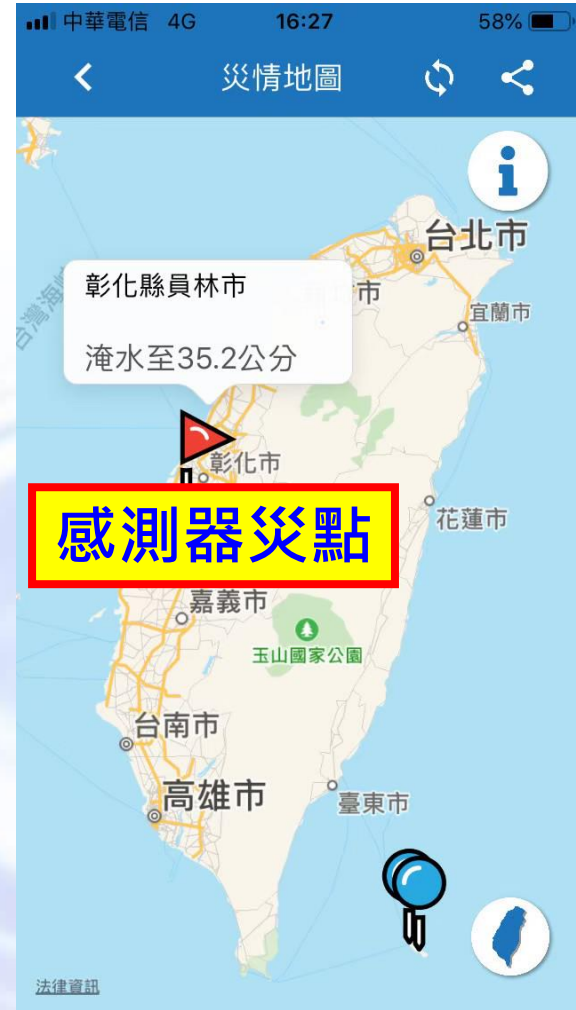 中華電信 4G 16:27 58%
災情地圖
台北市
彰化縣員林市
市
宜蘭市
淹水至35.2公分
彰化市
感測器災點
花蓮市
嘉義市
玉山國家公園
台南市
高雄市
臺東市
法律資訊